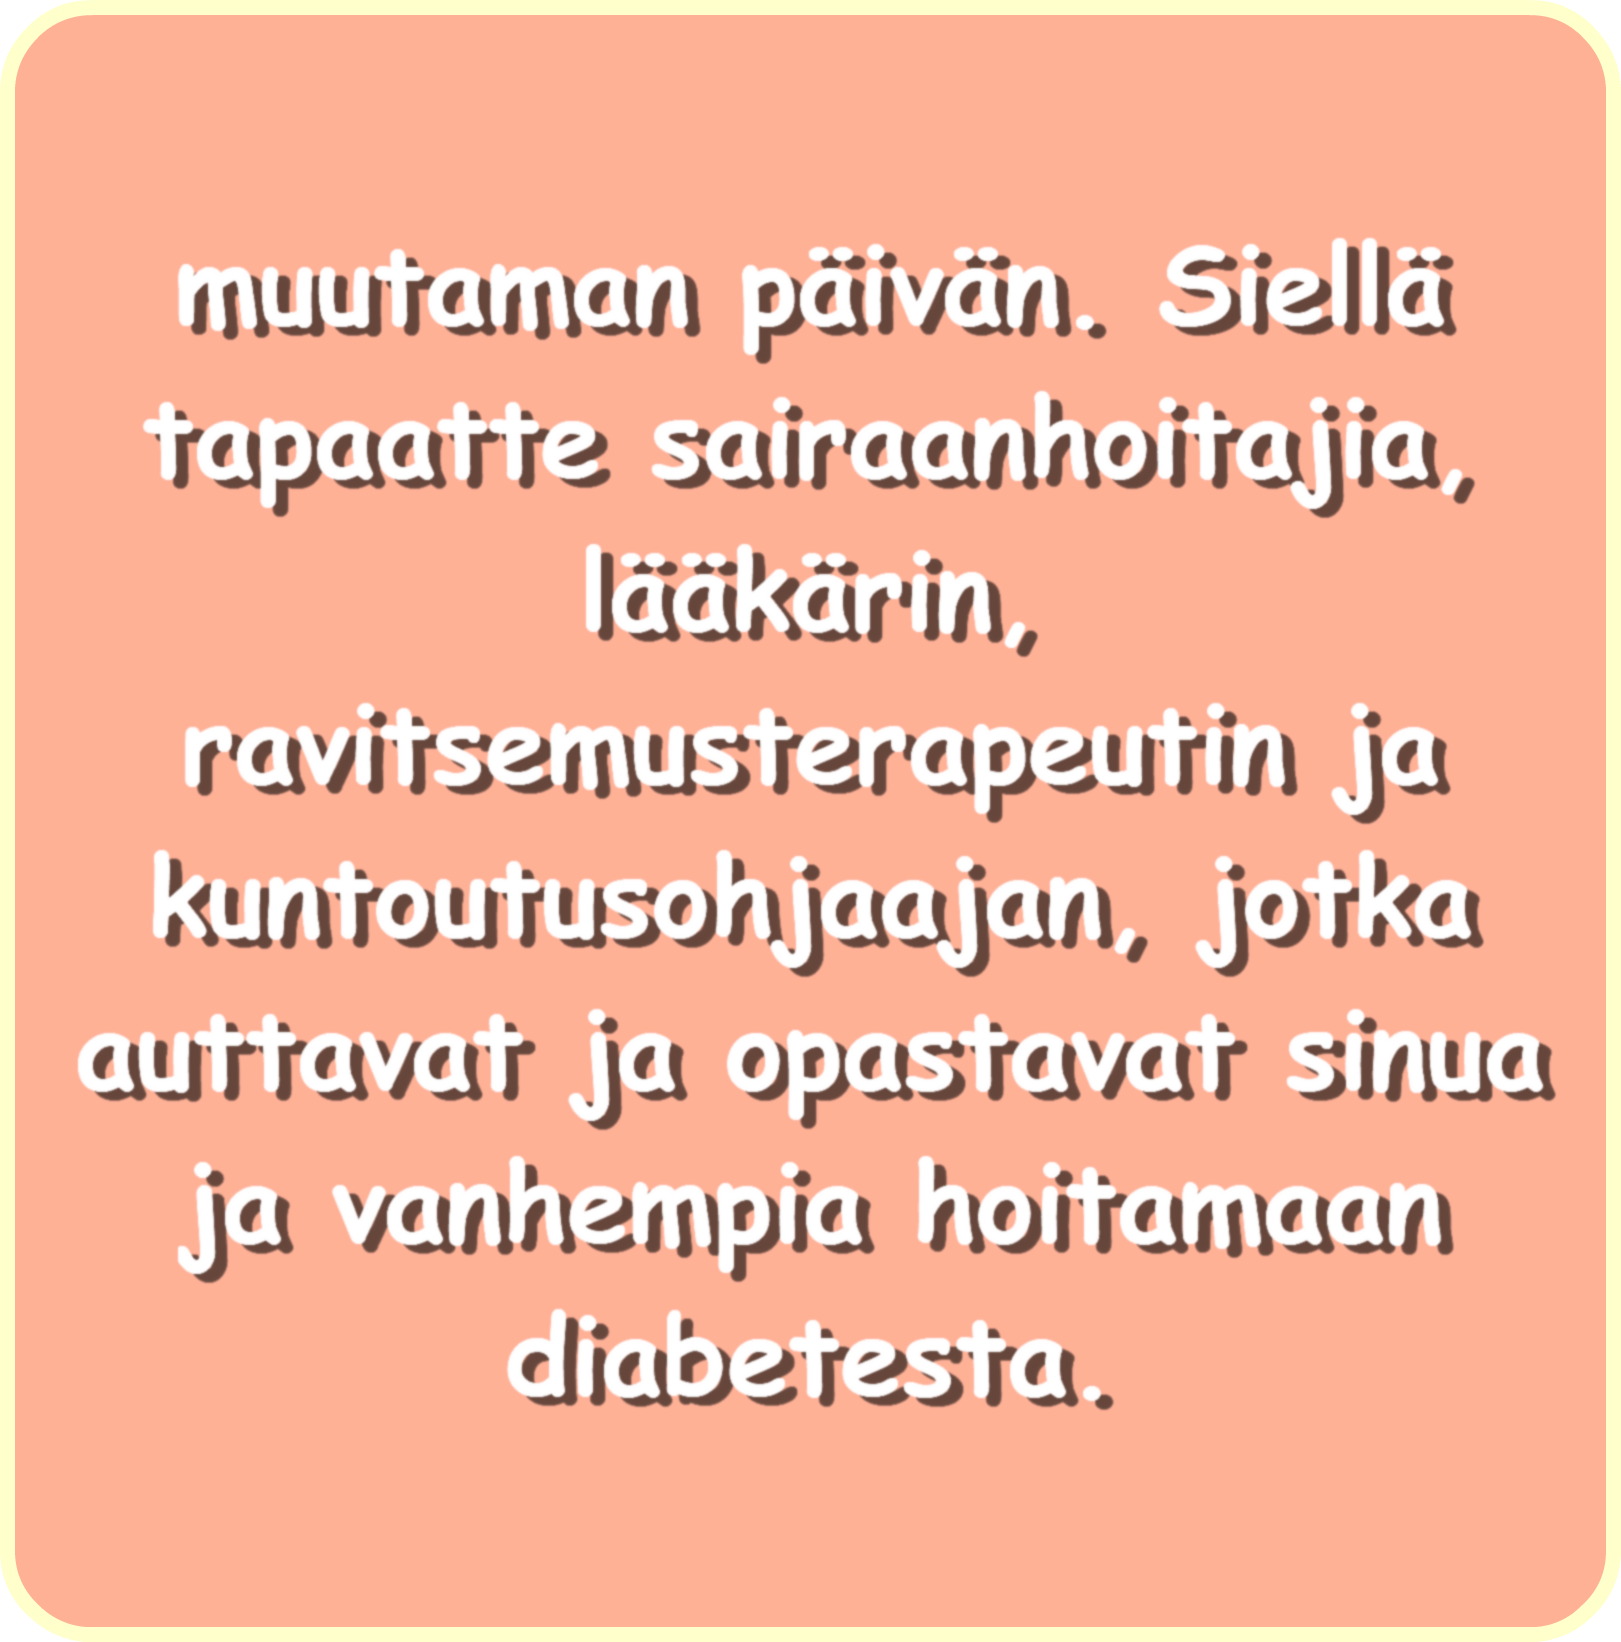 muutaman päivän. Siellä
tapaatte sairaanhoitajia,
lääkärin,
ravitsemusterapeutin ja
kuntoutusohjaajan, jotka
auttavat ja opastavat sinua
ja vanhempia hoitamaan
diabetesta.